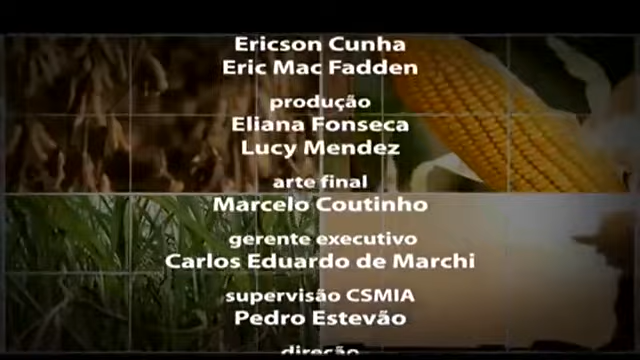 Ericson Cunha
Eric Mac Fadden
produção
Eliana Fonseca
Lucy Mendez
arte final
Marcelo Coutinho
gerente executivo
Carlos Eduardo de Marchi
supervisão CSMIA
Pedro Estevão
direção